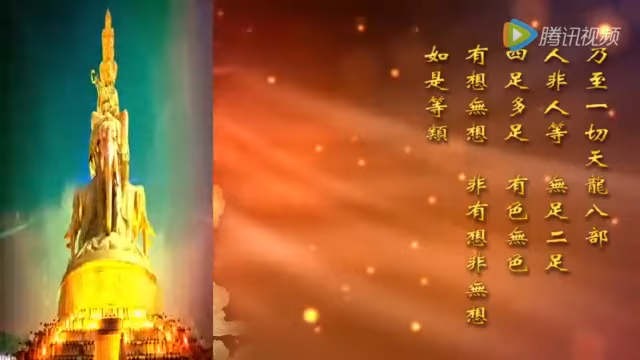 腾讯视频
乃至一切天龍八部
人非人等 無足二足
四足多足 有色無色
有想無想 非有想非無想
如是等類